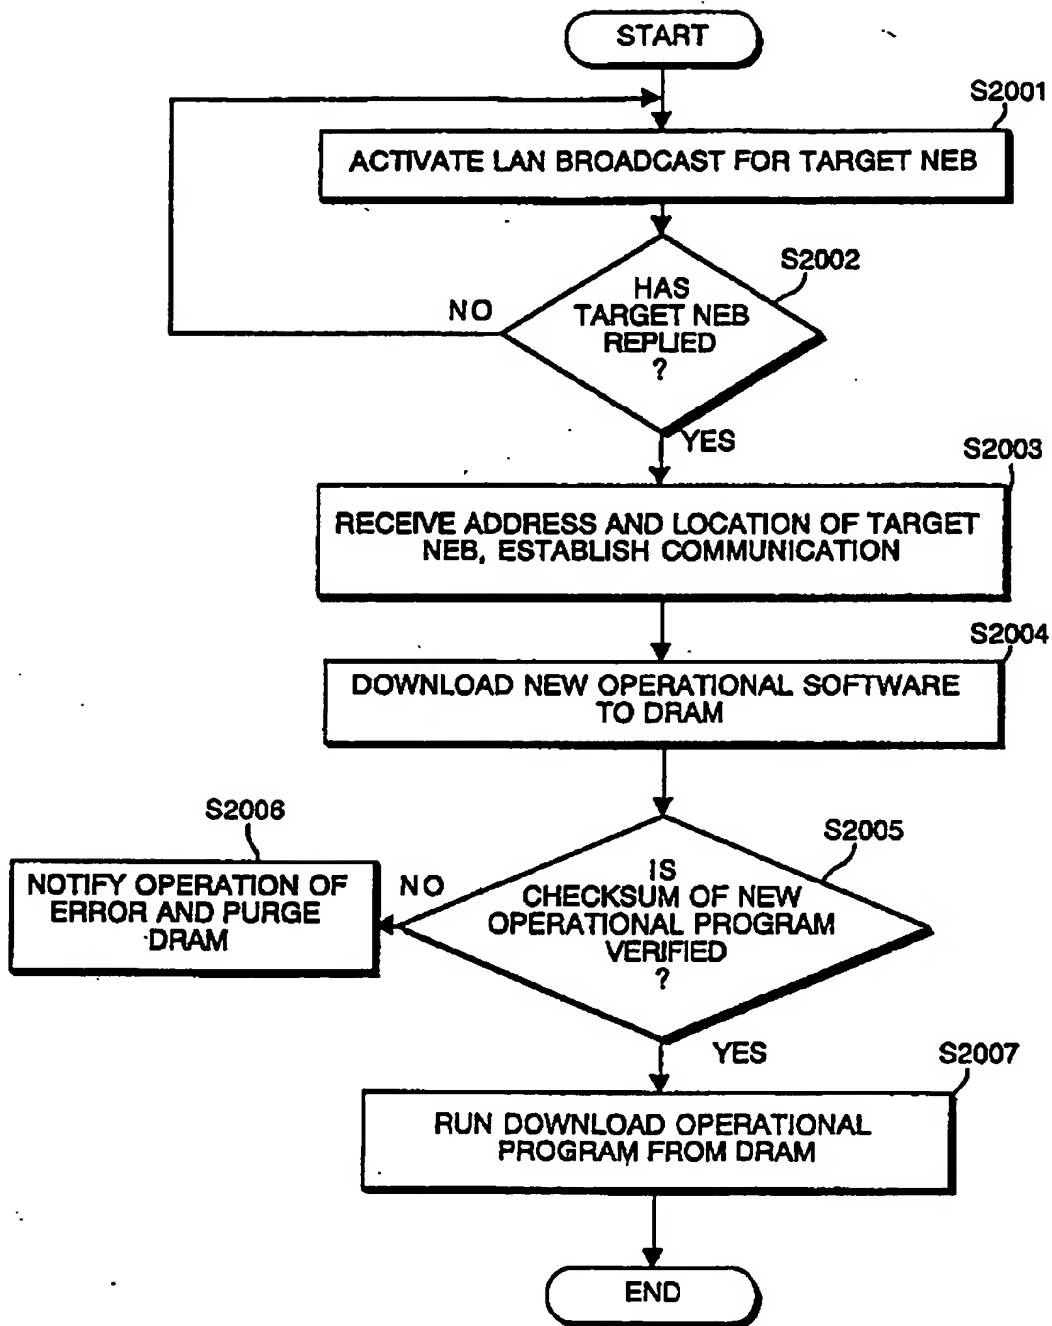 START
S2001
ACTIVATE LAN BROADCAST FOR TARGET NEB
S2002
HAS
TARGET NEB
REPLIED
?
NO
YES
S2003
RECEIVE ADDRESS AND LOCATION OF TARGET
NEB, ESTABLISH COMMUNICATION
S2004
DOWNLOAD NEW OPERATIONAL SOFTWARE
TO DRAM
S2005
IS
CHECKSUM OF NEW
OPERATIONAL PROGRAM
VERIFIED
?
NO
S2006
NOTIFY OPERATION OF
ERROR AND PURGE
DRAM
YES
S2007
RUN DOWNLOAD OPERATIONAL
PROGRAM FROM DRAM
END